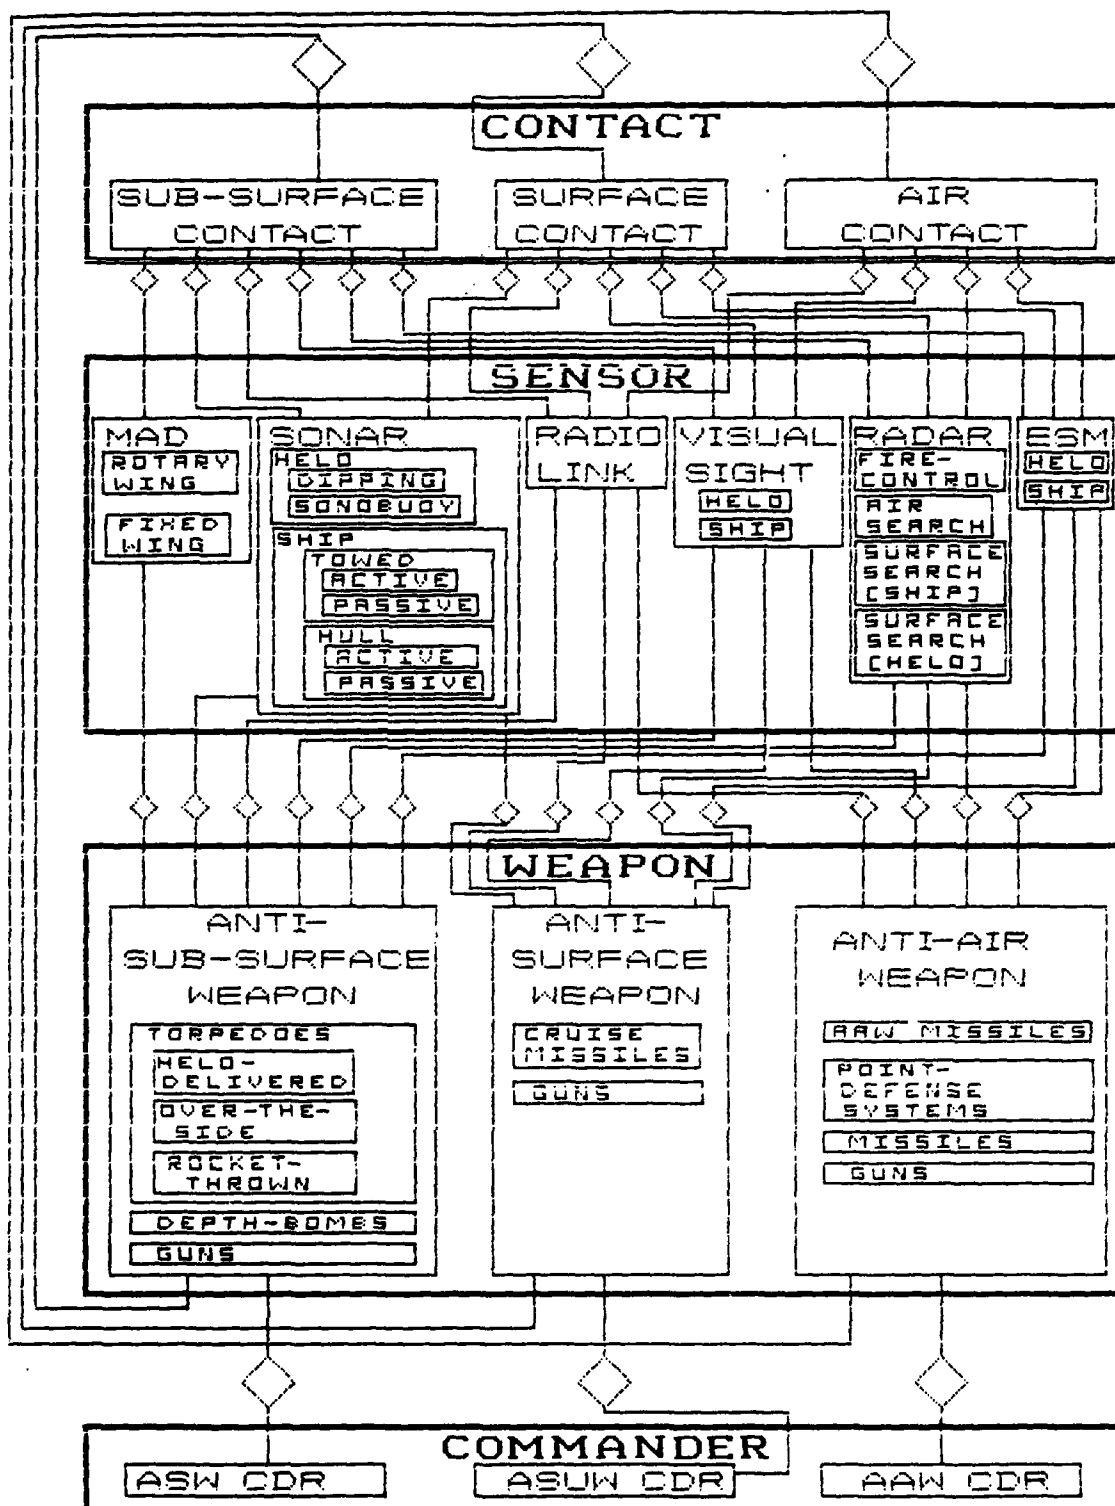 CONTACT
SUB-SURFACE
CONTACT
SURFACE
CONTACT
AIR
CONTACT
SENSOR
MAD
ROTARY
WING
FIXED
WING
SONAR
HELO
DIPPING
SONOBUOY
SHIP
TOWED
ACTIVE
PASSIVE
HULL
ACTIVE
PASSIVE
RADIO
LINK
VISUAL
SIGHT
HELO
SHIP
RADAR
FIRE-
CONTROL
AIR
SEARCH
SURFACE
SEARCH
[SHIP]
SURFACE
SEARCH
[HELO]
ESM
HELO
SHIP
WEAPON
ANTI-
SUB-SURFACE
WEAPON
TORPEDOES
HELO-
DELIVERED
OVER-THE-
SIDE
ROCKET-
THROWN
DEPTH-BOMBS
GUNS
ANTI-
SURFACE
WEAPON
CRUISE
MISSILES
GUNS
ANTI-AIR
WEAPON
AAW MISSILES
POINT-
DEFENSE
SYSTEMS
MISSILES
GUNS
COMMANDER
ASW CDR
ASUW CDR
AAW CDR